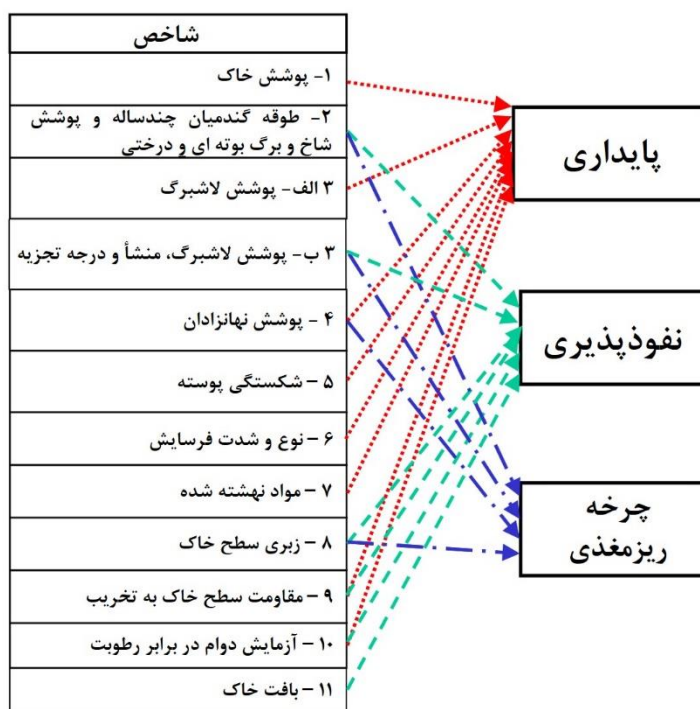 شاخص
۱- پوشش خاک
۲- طوقه گندمیان چندساله و پوشش
شاخ و برگ بوته ای و درختی
۳ الف- پوشش لاشبرگ
۳ ب- پوشش لاشبرگ، منشأ و درجه تجزیه
۴ - پوشش نهانزادان
۵ – شکستگی پوسته
۶ – نوع و شدت فرسایش
۷ – مواد نهشته شده
۸ – زبری سطح خاک
۹ – مقاومت سطح خاک به تخریب
۱۰ – آزمایش دوام در برابر رطوبت
۱۱ – بافت خاک
پایداری
نفوذپذیری
چرخه
ریزمغذی